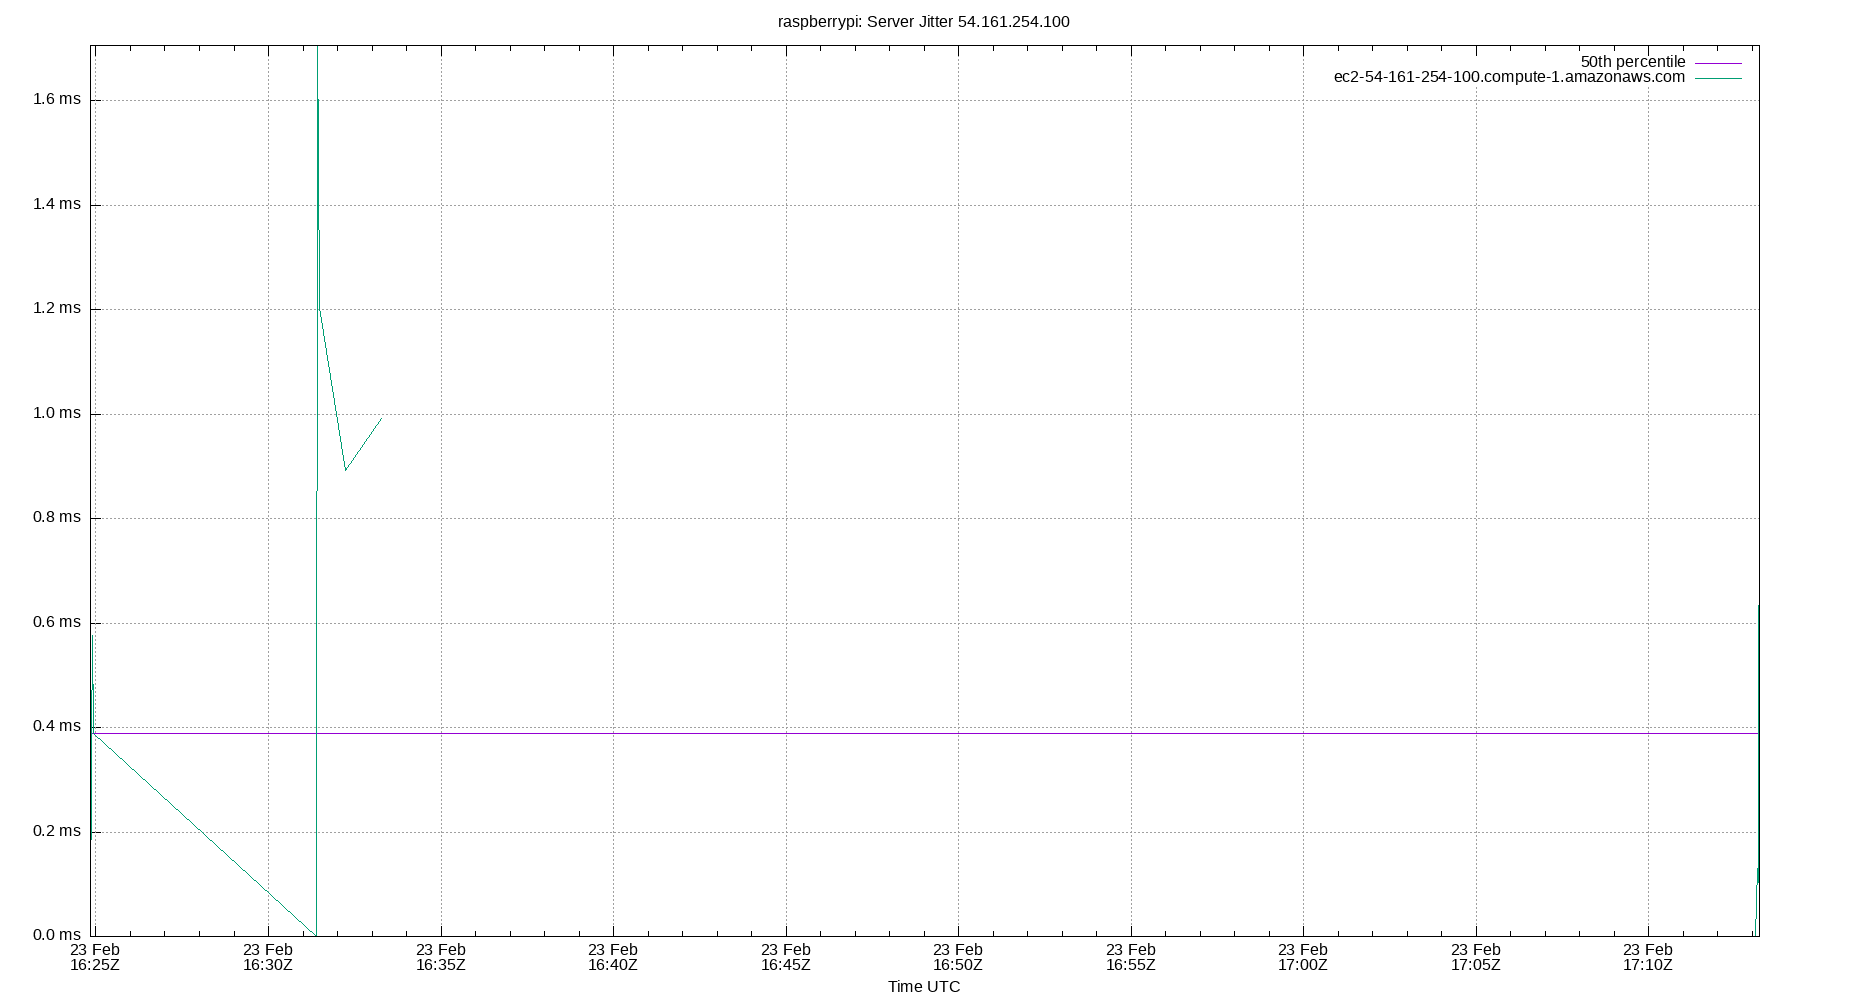 raspberrypi: Server Jitter 54.161.254.100
50th percentile
ec2-54-161-254-100.compute-1.amazonaws.com
1.6 ms
1.4 ms
1.2 ms
1.0 ms
0.8 ms
0.6 ms
0.4 ms
0.2 ms
0.0 ms
23 Feb 23 Feb 23 Feb 23 Feb 23 Feb 23 Feb 23 Feb 23 Feb 23 Feb 23 Feb
16:25Z 16:30Z 16:35Z 16:40Z 16:45Z 16:50Z 16:55Z 17:00Z 17:05Z 17:10Z
Time UTC